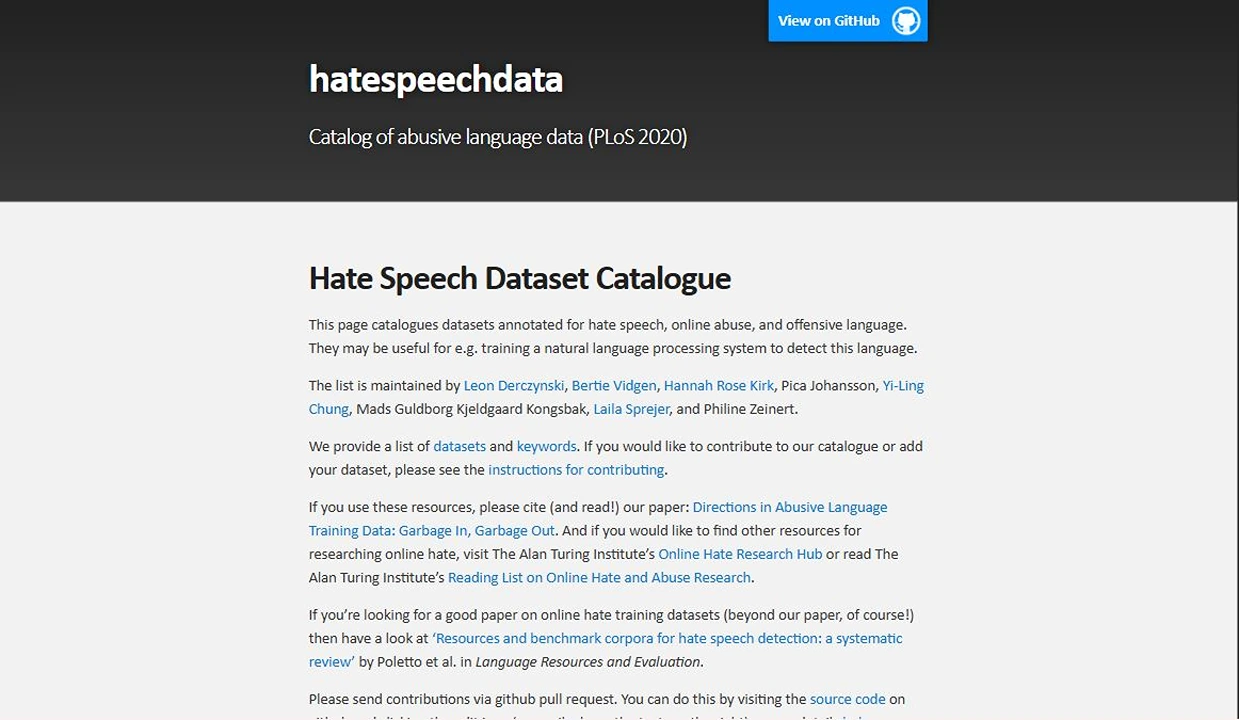 View on GitHub
hatespeechdata
Catalog of abusive language data (PLoS 2020)
Hate Speech Dataset Catalogue
This page catalogues datasets annotated for hate speech, online abuse, and offensive language.
They may be useful for e.g. training a natural language processing system to detect this language.
The list is maintained by Leon Derczynski, Bertie Vidgen, Hannah Rose Kirk, Pica Johansson, Yi-Ling
Chung, Mads Guldborg Kjeldgaard Kongsbak, Laila Sprejer, and Philine Zeinert.
We provide a list of datasets and keywords. If you would like to contribute to our catalogue or add
your dataset, please see the instructions for contributing.
If you use these resources, please cite (and read!) our paper: Directions in Abusive Language
Training Data: Garbage In, Garbage Out. And if you would like to find other resources for
researching online hate, visit The Alan Turing Institute’s Online Hate Research Hub or read The
Alan Turing Institute’s Reading List on Online Hate and Abuse Research.
If you’re looking for a good paper on online hate training datasets (beyond our paper, of course!)
then have a look at ‘Resources and benchmark corpora for hate speech detection: a systematic
review’ by Poletto et al. in Language Resources and Evaluation.
Please send contributions via github pull request. You can do this by visiting the source code on